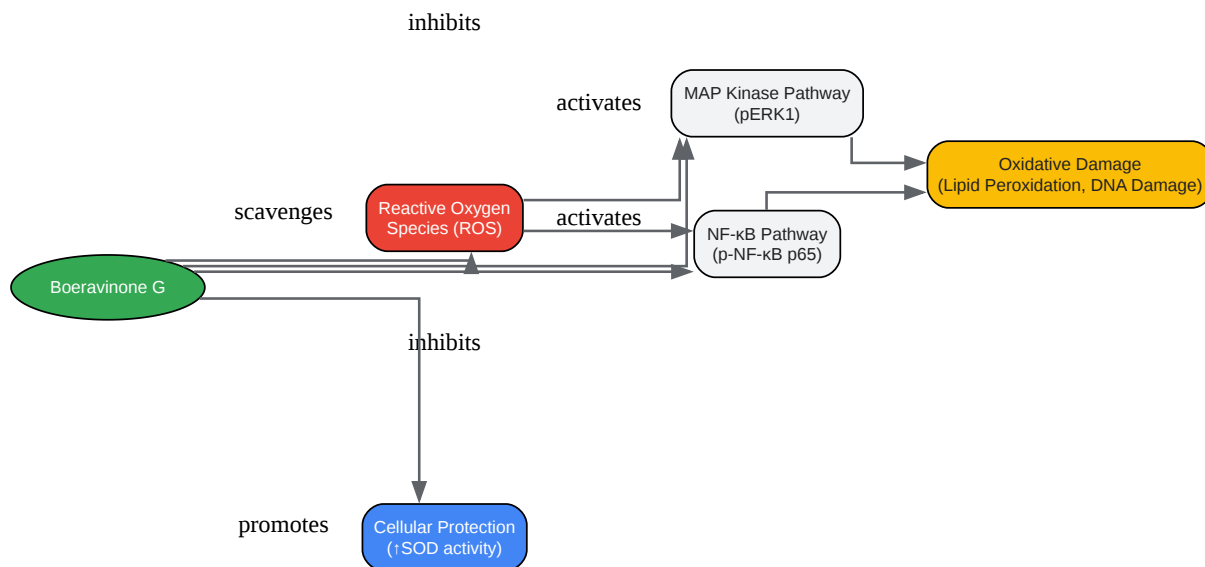 inhibits
MAP Kinase Pathway
(pERK1)
activates
Oxidative Damage
(Lipid Peroxidation, DNA Damage)
scavenges
Reactive Oxygen
Species (ROS)
activates
NF-κB Pathway
(p-NF-κB p65)
Boeravinone G
inhibits
promotes
Cellular Protection
(↑SOD activity)